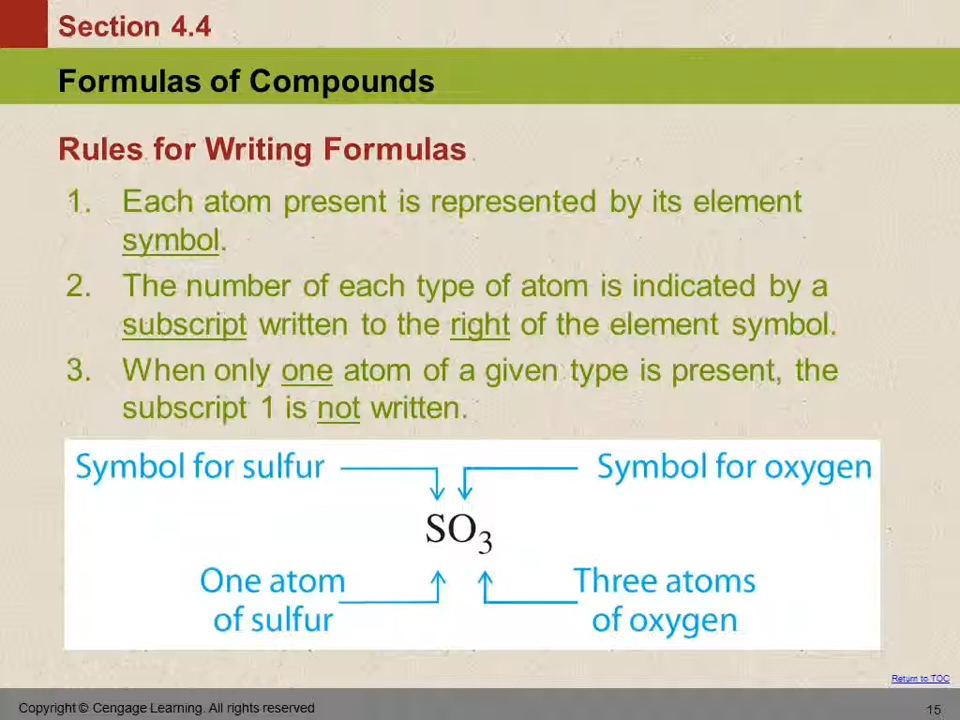 Section 4.4
Formulas of Compounds
Rules for Writing Formulas
1. Each atom present is represented by its element
symbol.
2. The number of each type of atom is indicated by a
subscript written to the right of the element symbol.
3. When only one atom of a given type is present, the
subscript 1 is not written.
Symbol for sulfur Symbol for oxygen
SO₃
One atom Three atoms
of sulfur of oxygen
Return to TOC
Copyright © Cengage Learning. All rights reserved 15